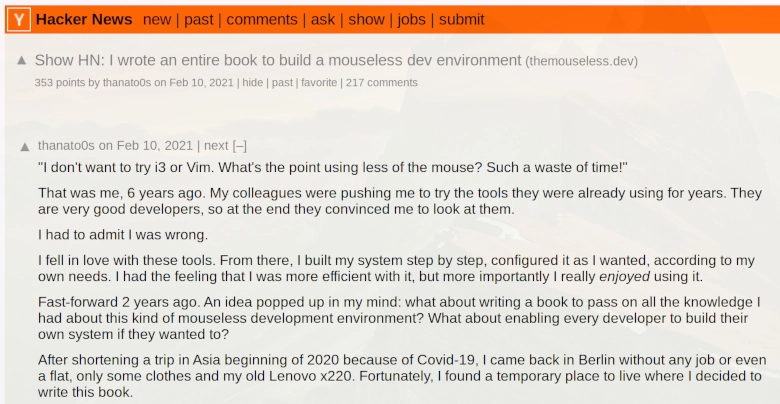 Y Hacker News new | past | comments | ask | show | jobs | submit
▲ Show HN: I wrote an entire book to build a mouseless dev environment (themouseless.dev)
353 points by thanato0s on Feb 10, 2021 | hide | past | favorite | 217 comments
▲ thanato0s on Feb 10, 2021 | next [–]
"I don't want to try i3 or Vim. What's the point using less of the mouse? Such a waste of time!"
That was me, 6 years ago. My colleagues were pushing me to try the tools they were already using for years. They
are very good developers, so at the end they convinced me to look at them.
I had to admit I was wrong.
I fell in love with these tools. From there, I built my system step by step, configured it as I wanted, according to my
own needs. I had the feeling that I was more efficient with it, but more importantly I really enjoyed using it.
Fast-forward 2 years ago. An idea popped up in my mind: what about writing a book to pass on all the knowledge I
had about this kind of mouseless development environment? What about enabling every developer to build their
own system if they wanted to?
After shortening a trip in Asia beginning of 2020 because of Covid-19, I came back in Berlin without any job or even
a flat, only some clothes and my old Lenovo x220. Fortunately, I found a temporary place to live where I decided to
write this book.